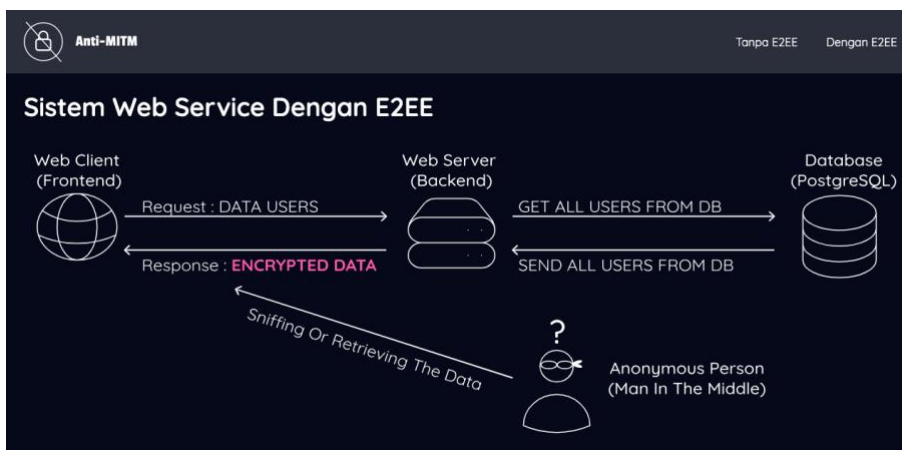 Anti-MITM
Tanpa E2EE
Dengan E2EE
Sistem Web Service Dengan E2EE
Web Client
(Frontend)
Web Server
(Backend)
Database
(PostgreSQL)
Request : DATA USERS
GET ALL USERS FROM DB
Response : ENCRYPTED DATA
SEND ALL USERS FROM DB
Sniffing Or Retrieving The Data
?
Anonymous Person
(Man In The Middle)